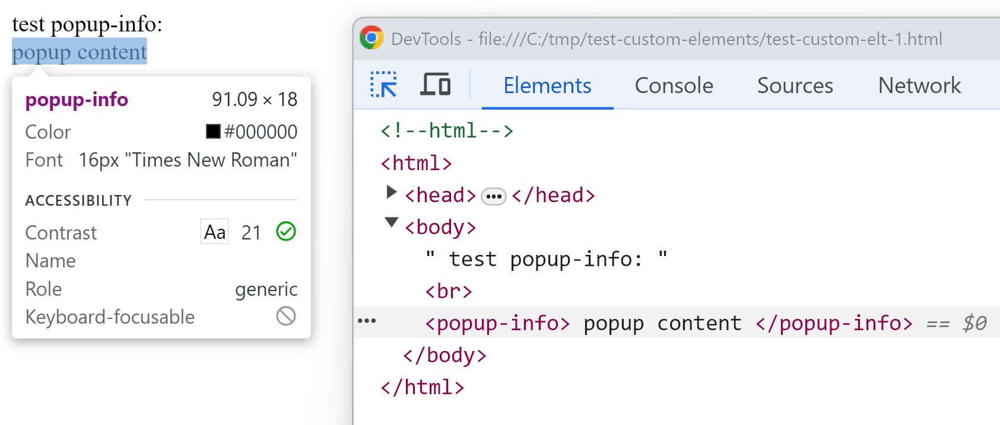 test popup-info:
popup content
popup-info 91.09 × 18
Color #000000
Font 16px "Times New Roman"
ACCESSIBILITY
Contrast Aa 21
Name
Role generic
Keyboard-focusable
DevTools - file:///C:/tmp/test-custom-elements/test-custom-elt-1.html
Elements Console Sources Network
<!--html-->
<html>
<head> ••• </head>
<body>
" test popup-info: "
<br>
••• <popup-info> popup content </popup-info> == $0
</body>
</html>